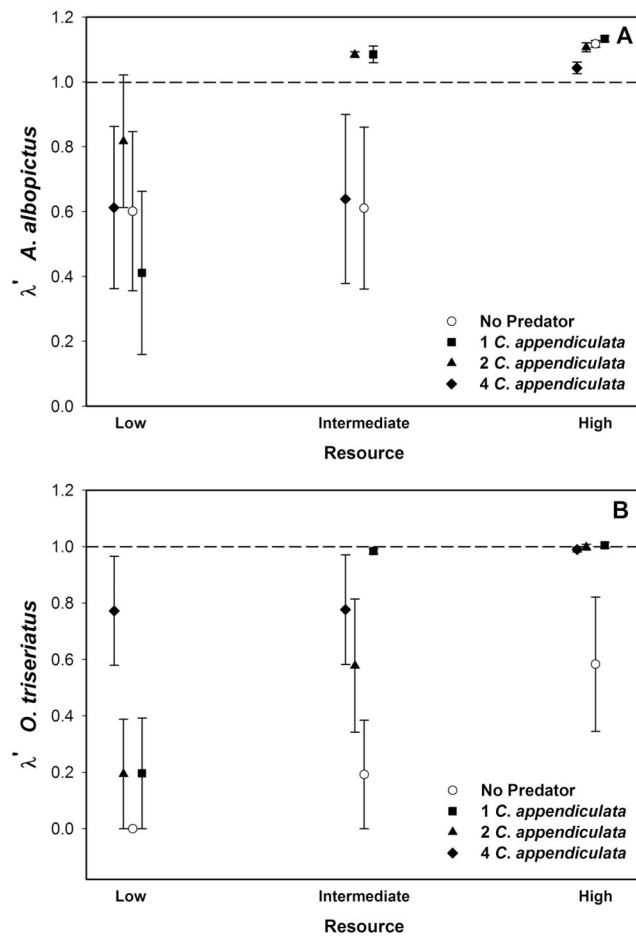 A
1.2
1.0
0.8
0.6
0.4
0.2
0.0
λ' A. albopictus
No Predator
1 C. appendiculata
2 C. appendiculata
4 C. appendiculata
Low Intermediate High
Resource
B
1.2
1.0
0.8
0.6
0.4
0.2
0.0
λ' O. triseriatus
No Predator
1 C. appendiculata
2 C. appendiculata
4 C. appendiculata
Low Intermediate High
Resource